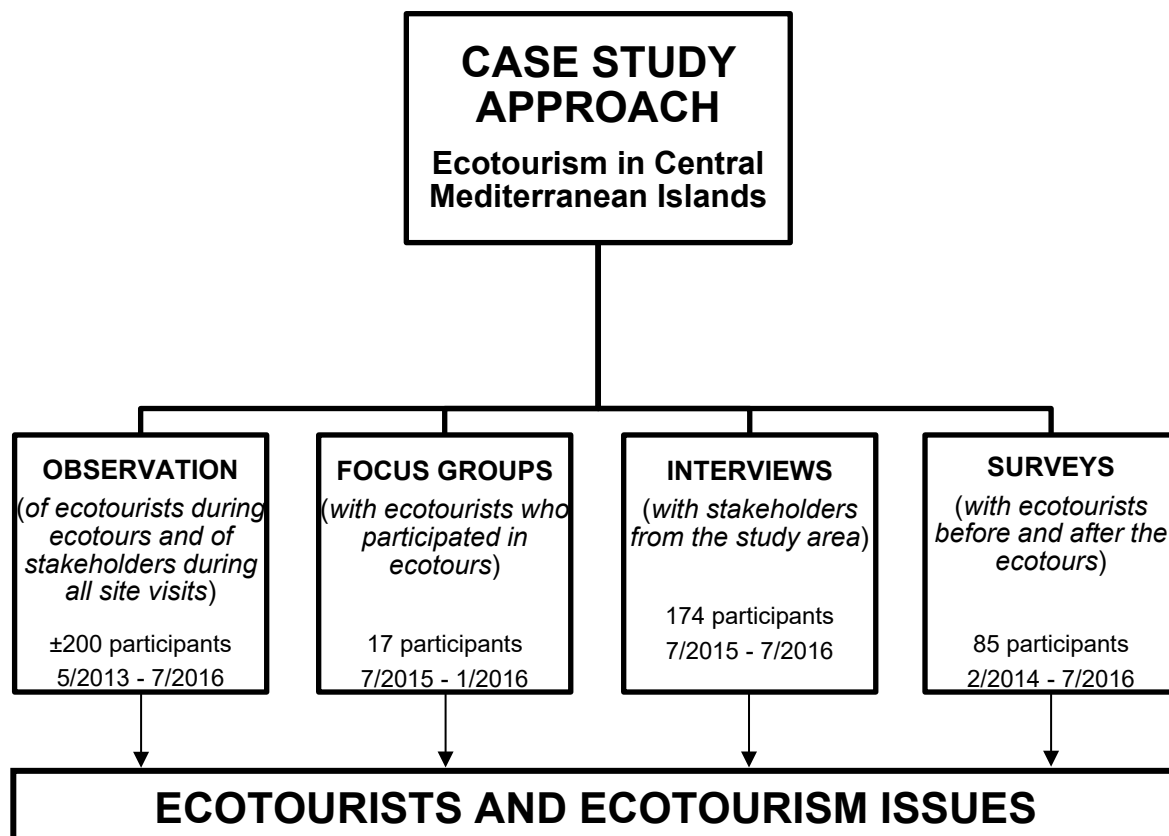 CASE STUDY
APPROACH
Ecotourism in Central
Mediterranean Islands
OBSERVATION
(of ecotourists during
ecotours and of
stakeholders during
all site visits)
±200 participants
5/2013 - 7/2016
FOCUS GROUPS
(with ecotourists who
participated in
ecotours)
17 participants
7/2015 - 1/2016
INTERVIEWS
(with stakeholders
from the study area)
174 participants
7/2015 - 7/2016
SURVEYS
(with ecotourists
before and after the
ecotours)
85 participants
2/2014 - 7/2016
ECOTOURISTS AND ECOTOURISM ISSUES